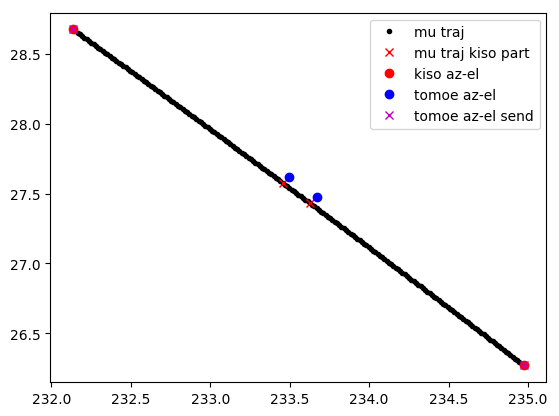 mu traj
mu traj kiso part
kiso az-el
tomoe az-el
tomoe az-el send
28.5
28.0
27.5
27.0
26.5
232.0 232.5 233.0 233.5 234.0 234.5 235.0